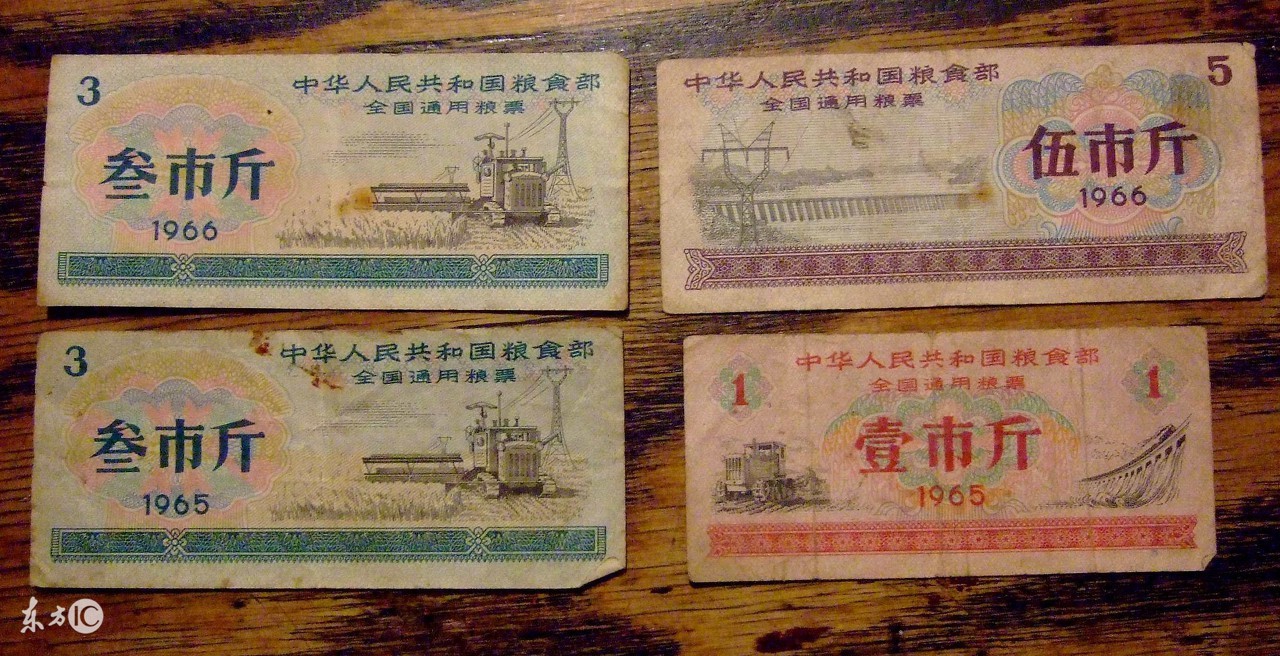 3
中华人民共和国粮食部
全国通用粮票
叁市斤
1966
中华人民共和国粮食部
5
全国通用粮票
伍市斤
1966
3
中华人民共和国粮食部
全国通用粮票
叁市斤
1965
中华人民共和国粮食部
全国通用粮票
1
1
壹市斤
1965
东方IC